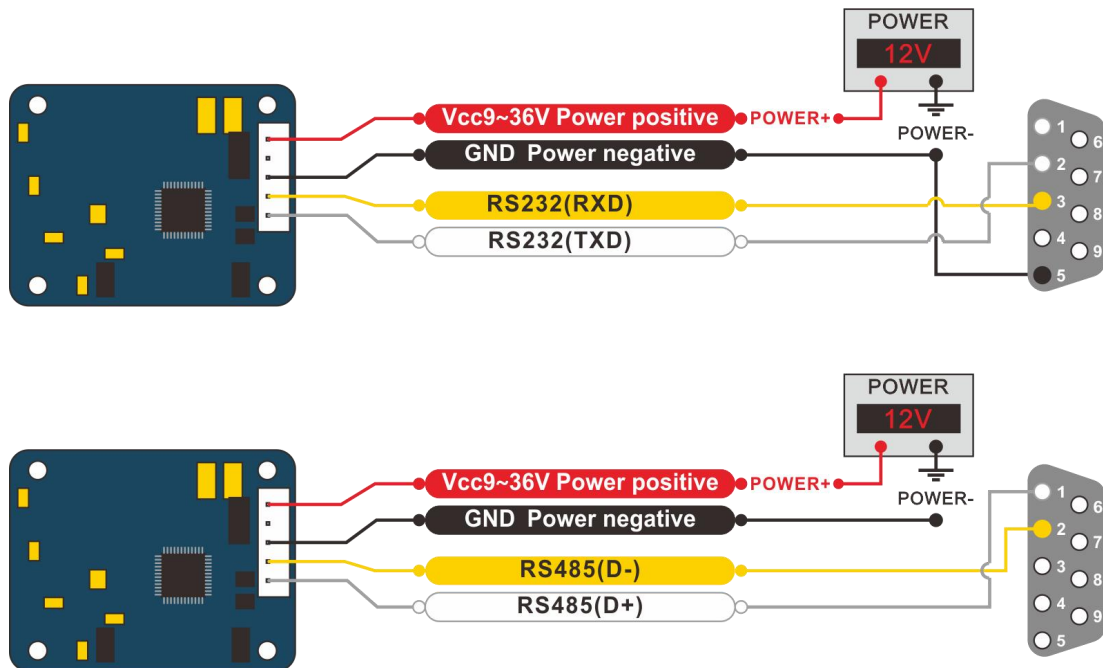 POWER
12V
Vcc9~36V Power positive
POWER+
POWER-
GND  Power negative
RS232(RXD)
RS232(TXD)
1
6
2
7
3
8
4
9
5
POWER
12V
Vcc9~36V Power positive
POWER+
POWER-
GND  Power negative
RS485(D-)
RS485(D+)
1
6
2
7
3
8
4
9
5